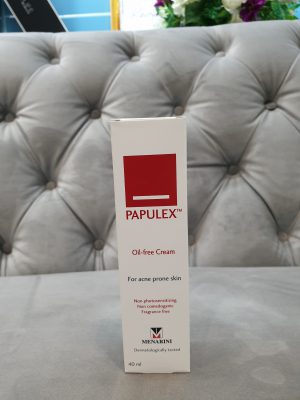 PAPULEX™
Oil-free Cream
For acne prone skin
Non photosensitizing
Non comedogenic
Fragrance free
MENARINI
Dermatologically tested
40 ml